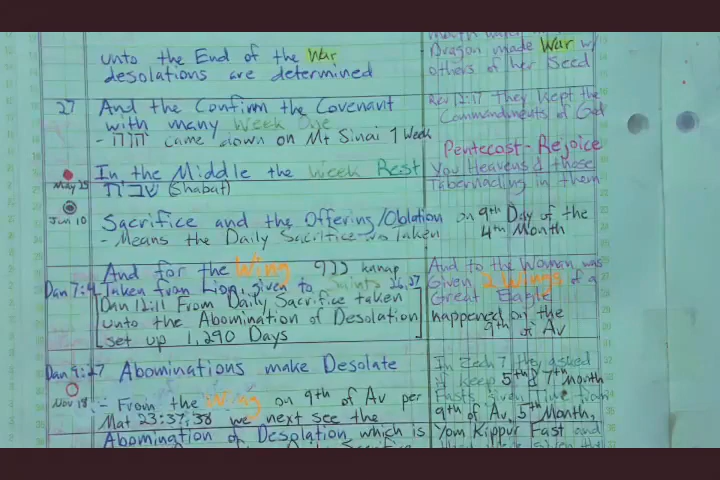 unto the End of the War
desolations are determined
Dragon made War w/
others of her Seed
27 And the Confirm the Covenant
with many Week One
- יהוה came down on Mt Sinai 1 Week
Rev 12:17 They kept the
Commandments of God
Pentecost - Rejoice
You Heavens & those
Tabernacling in them
May 25
In the Middle the Week Rest
שבת (Shabat)
Jun 10
Sacrifice and the Offering/Oblation on 9th Day of the
4th Month
- Means the Daily Sacrifice was taken
And for the Wing כנף kanap
Dan 7:4 Taken from Lion, given to Saints 26,27
Dan 12:11 From Daily Sacrifice taken
unto the Abomination of Desolation
set up 1,290 Days
And to the Woman was
Given 2 Wings of a
Great Eagle
happened on the
9th of Av
Dan 9:27 Abominations make Desolate
Nov 18
- From the Wing on 9th of Av per
Mat 23:37,38 we next see the
Abomination of Desolation which is
In Zech 7 they asked
if keep 5th & 7th month
Fasts
9th of Av, 5th Month,
Yom Kippur Fast and